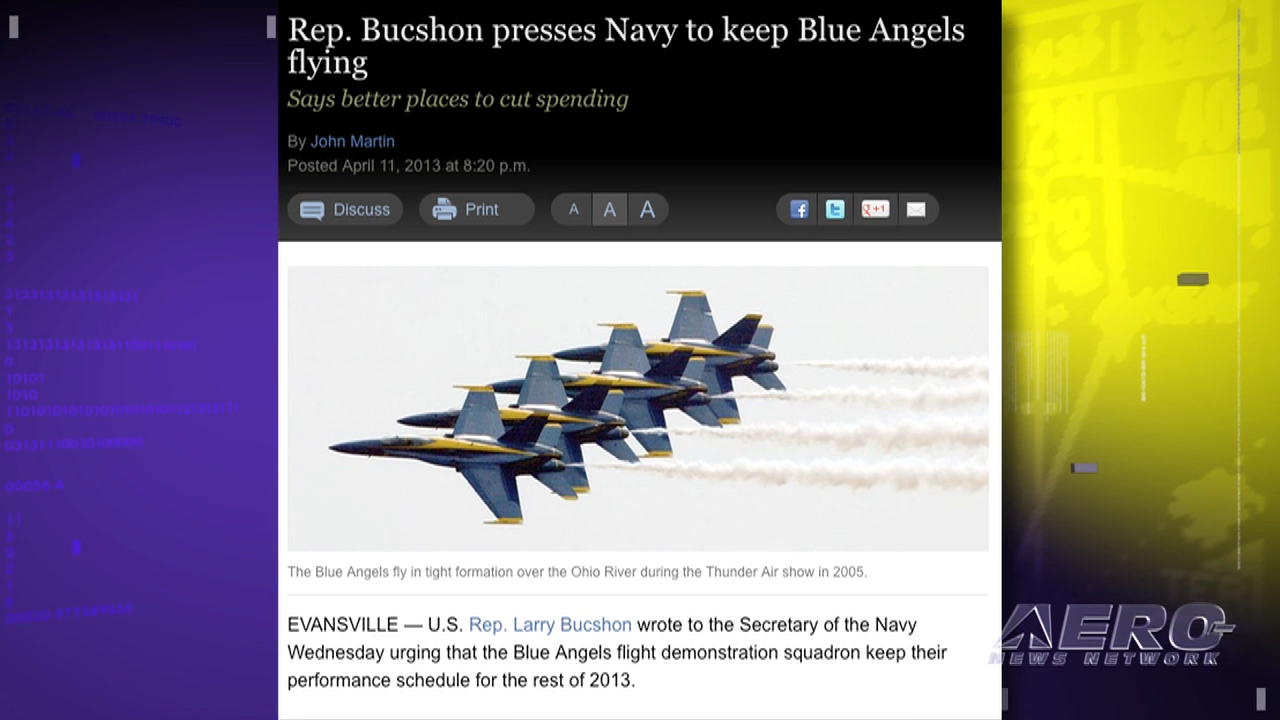 Rep. Bucshon presses Navy to keep Blue Angels
flying
Says better places to cut spending
By John Martin
Posted April 11, 2013 at 8:20 p.m.
Discuss
Print
A A A
+1
The Blue Angels fly in tight formation over the Ohio River during the Thunder Air show in 2005.
EVANSVILLE — U.S. Rep. Larry Bucshon wrote to the Secretary of the Navy
Wednesday urging that the Blue Angels flight demonstration squadron keep their
performance schedule for the rest of 2013.
AERO
NEWS NETWORK